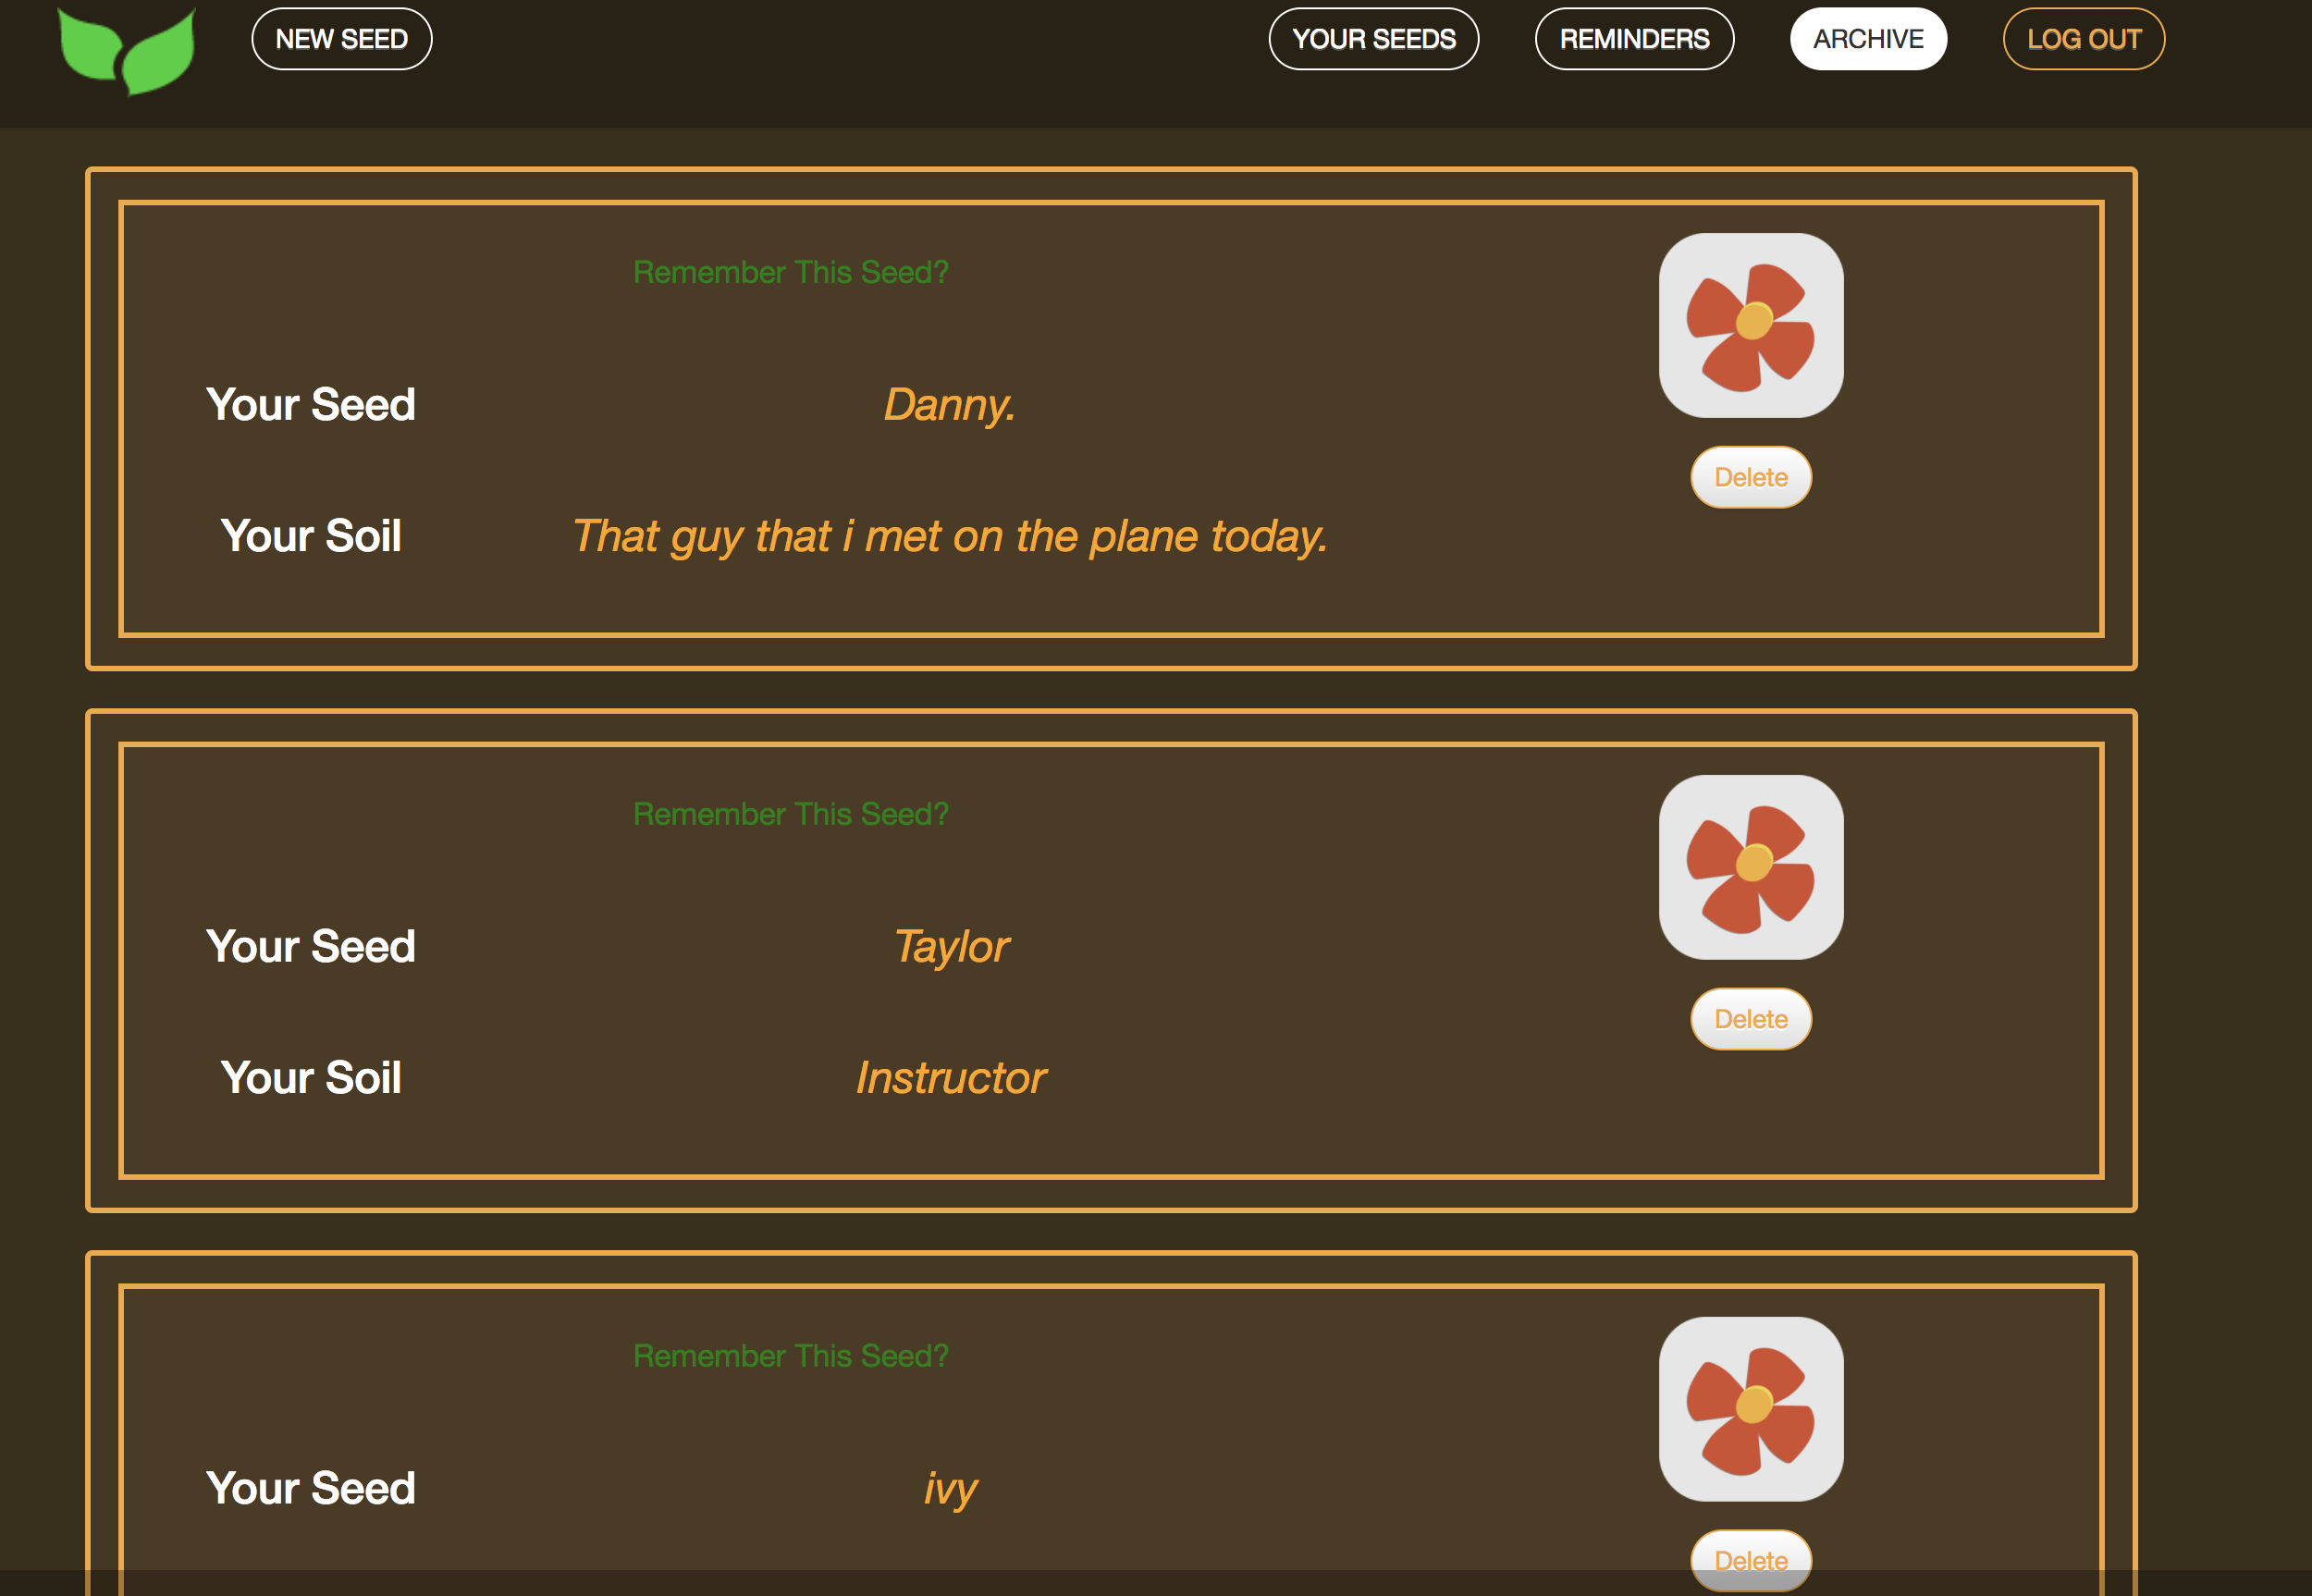 NEW SEED YOUR SEEDS REMINDERS ARCHIVE LOG OUT
Remember This Seed?
Your Seed Danny.
Delete
Your Soil That guy that i met on the plane today.
Remember This Seed?
Your Seed Taylor
Delete
Your Soil Instructor
Remember This Seed?
Your Seed ivy
Delete